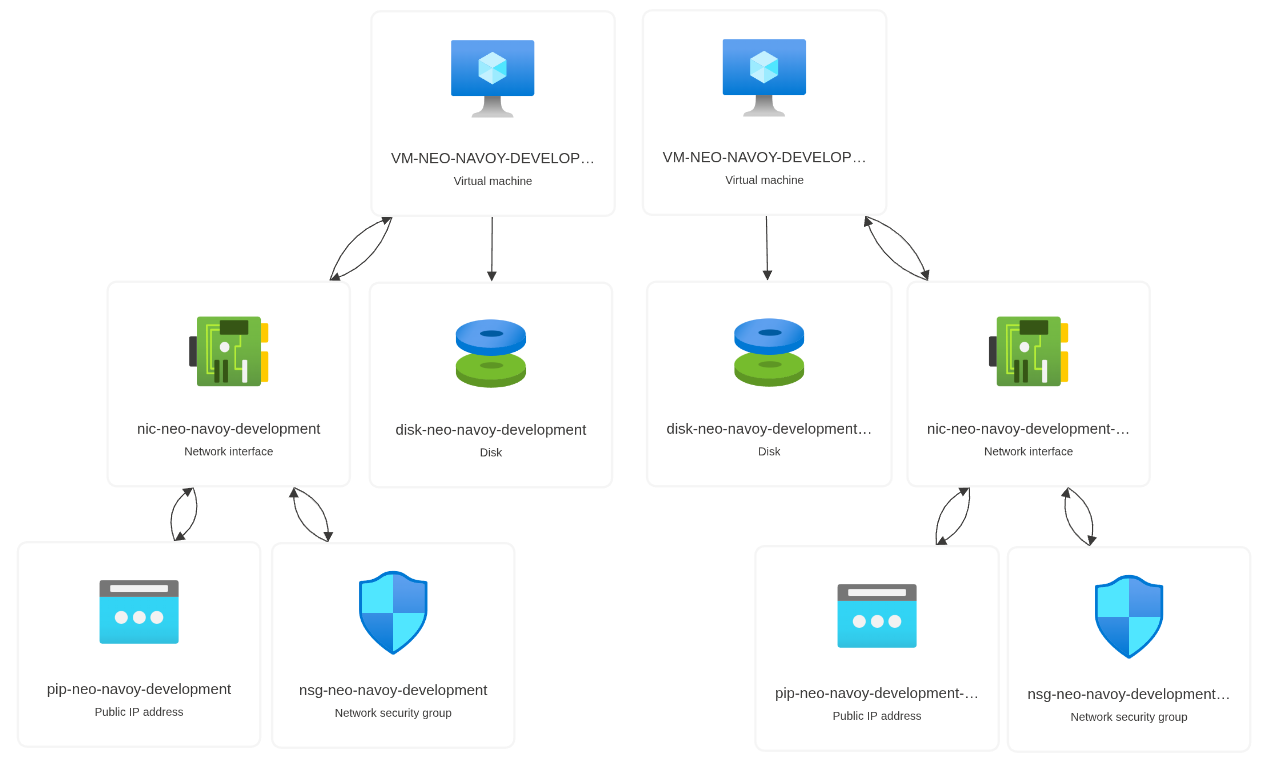 VM-NEO-NAVOY-DEVELOP…
Virtual machine
VM-NEO-NAVOY-DEVELOP…
Virtual machine
nic-neo-navoy-development
Network interface
disk-neo-navoy-development
Disk
disk-neo-navoy-development…
Disk
nic-neo-navoy-development-…
Network interface
pip-neo-navoy-development
Public IP address
nsg-neo-navoy-development
Network security group
pip-neo-navoy-development-…
Public IP address
nsg-neo-navoy-development…
Network security group